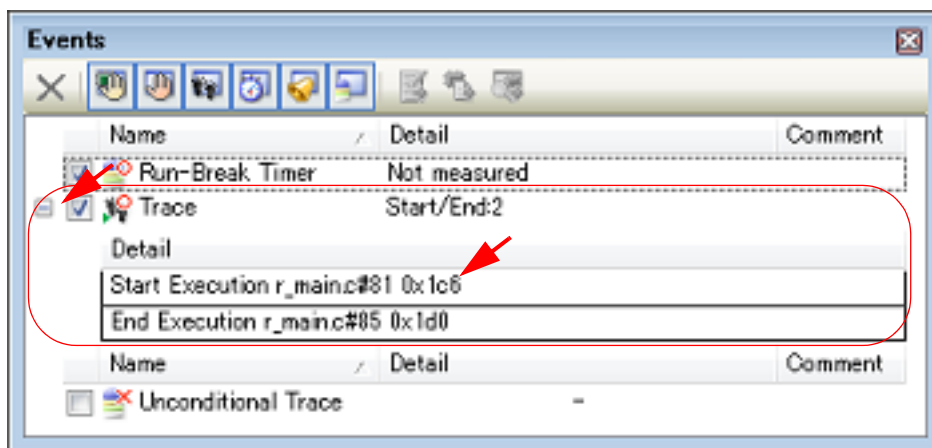 Events
Name Detail Comment
Run-Break Timer Not measured
Trace Start/End:2
Detail
Start Execution r_main.c#81 0x1c6
End Execution r_main.c#85 0x1d0
Name Detail Comment
Unconditional Trace -